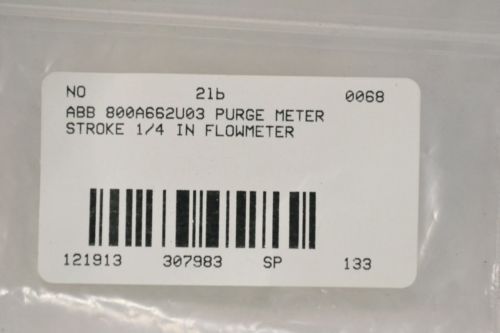 NO 21b 0068
ABB 800A662U03 PURGE METER
STROKE 1/4 IN FLOWMETER
121913 307983 SP 133